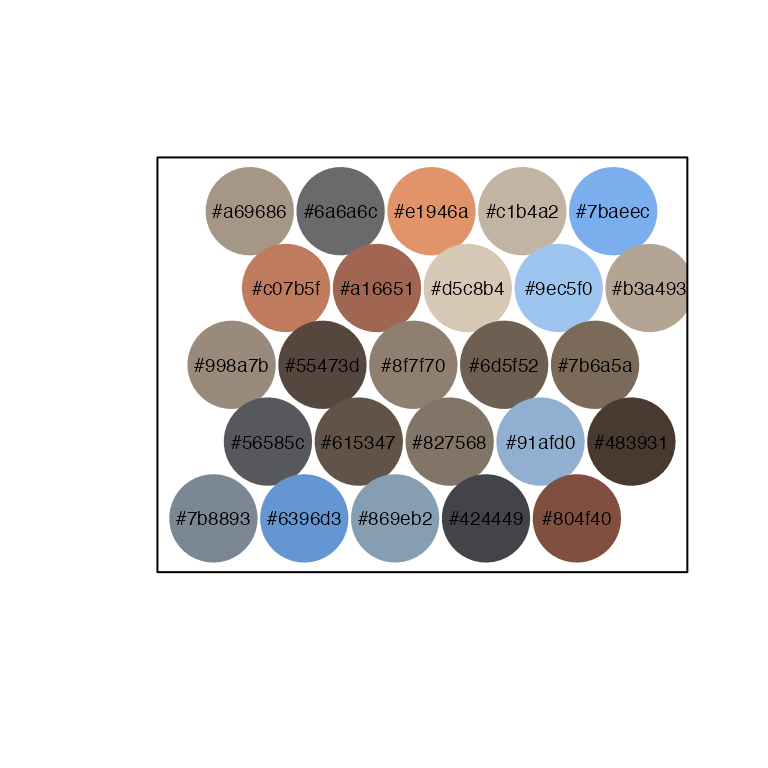 #a69686 #6a6a6c #e1946a #c1b4a2 #7baeec
#c07b5f #a16651 #d5c8b4 #9ec5f0 #b3a493
#998a7b #55473d #8f7f70 #6d5f52 #7b6a5a
#56585c #615347 #827568 #91afd0 #483931
#7b8893 #6396d3 #869eb2 #424449 #804f40